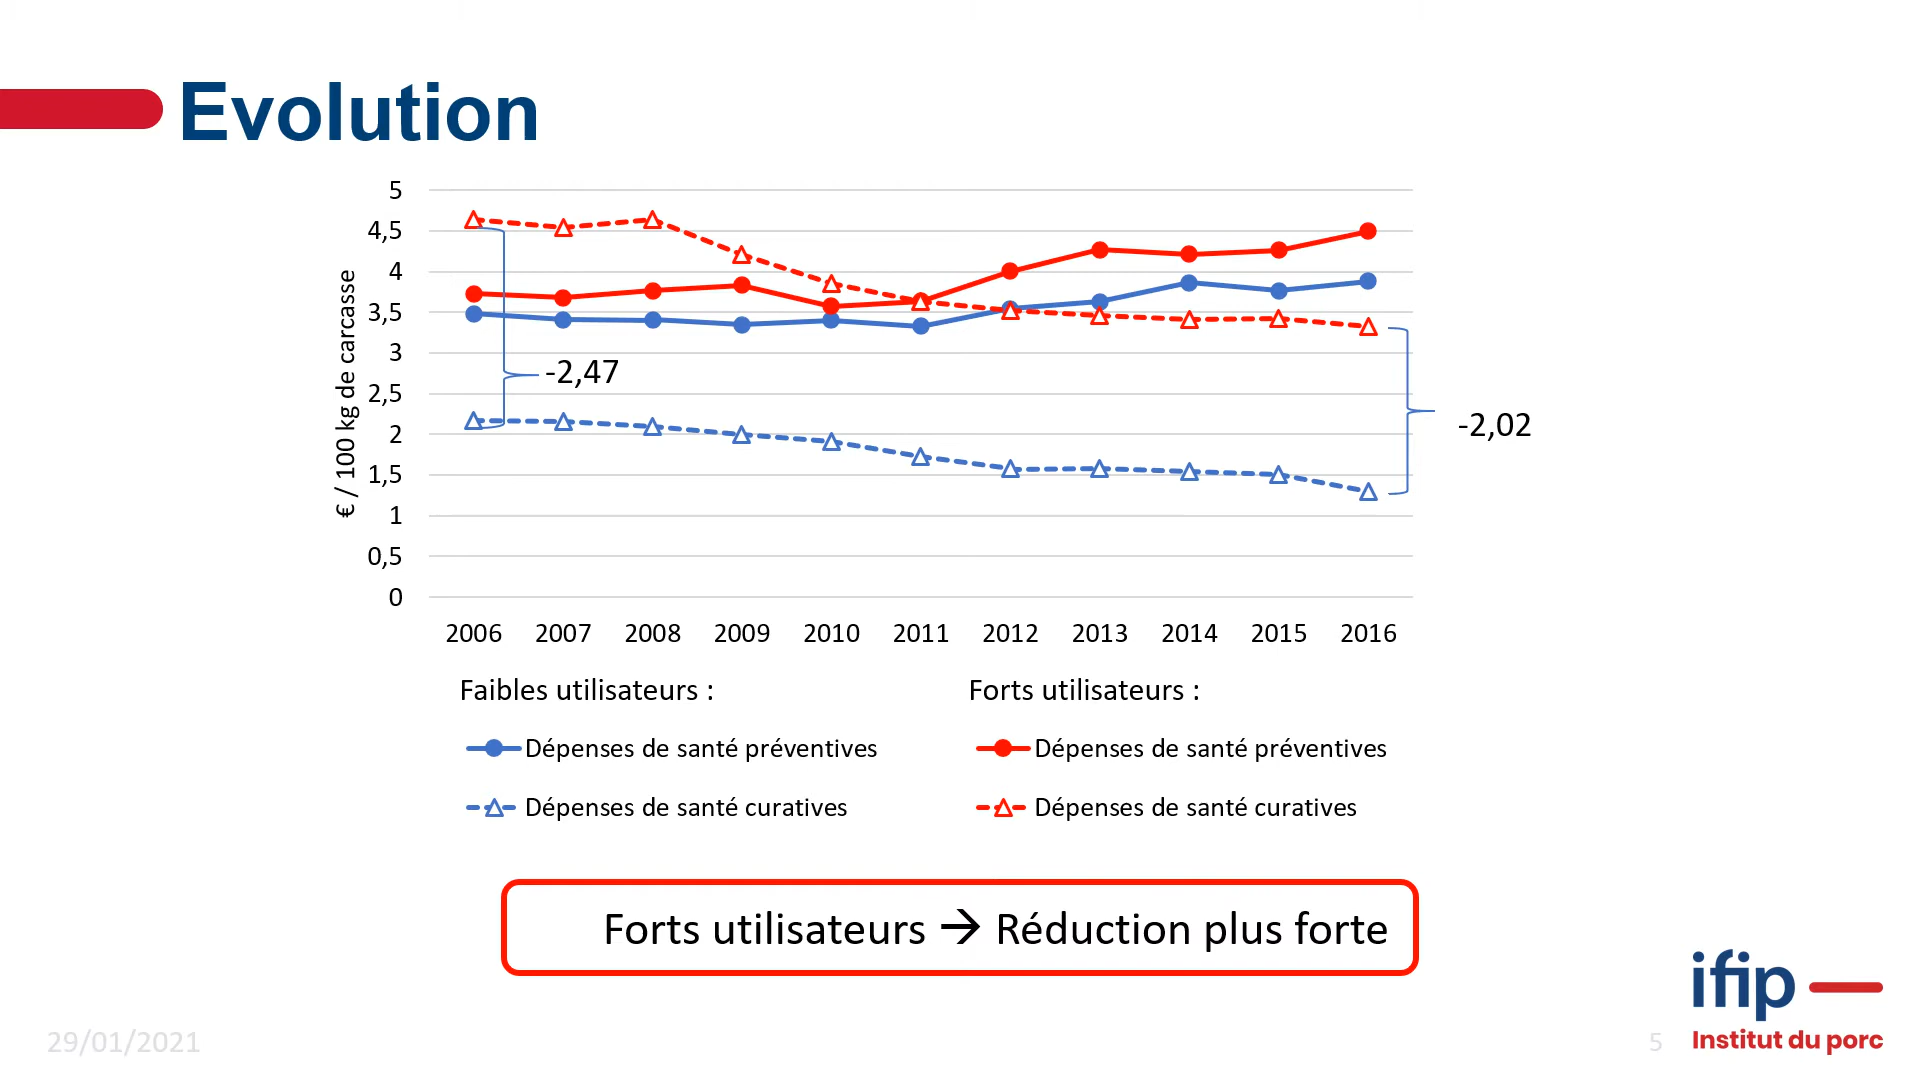 Evolution
€ / 100 kg de carcasse
5
4,5
4
3,5
3
2,5
2
1,5
1
0,5
0
-2,47
-2,02
2006 2007 2008 2009 2010 2011 2012 2013 2014 2015 2016
Faibles utilisateurs : Forts utilisateurs :
Dépenses de santé préventives Dépenses de santé préventives
Dépenses de santé curatives Dépenses de santé curatives
Forts utilisateurs → Réduction plus forte
ifip
Institut du porc
29/01/2021
5